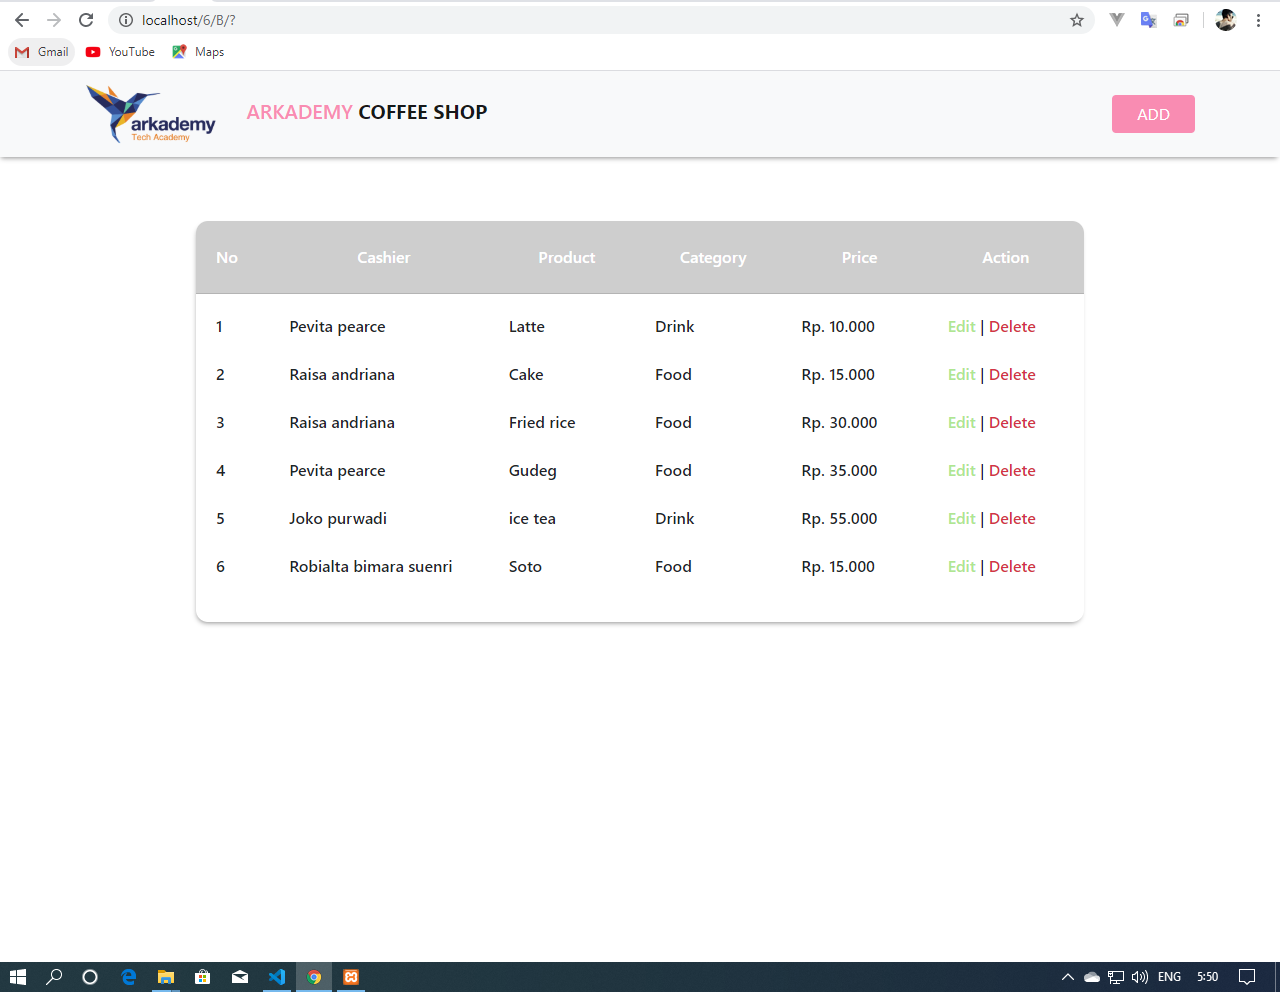 localhost/6/B/?
Gmail YouTube Maps
arkademy
Tech Academy
ARKADEMY COFFEE SHOP
ADD
No Cashier Product Category Price Action
1 Pevita pearce Latte Drink Rp. 10.000 Edit | Delete
2 Raisa andriana Cake Food Rp. 15.000 Edit | Delete
3 Raisa andriana Fried rice Food Rp. 30.000 Edit | Delete
4 Pevita pearce Gudeg Food Rp. 35.000 Edit | Delete
5 Joko purwadi ice tea Drink Rp. 55.000 Edit | Delete
6 Robialta bimara suenri Soto Food Rp. 15.000 Edit | Delete
ENG 5:50